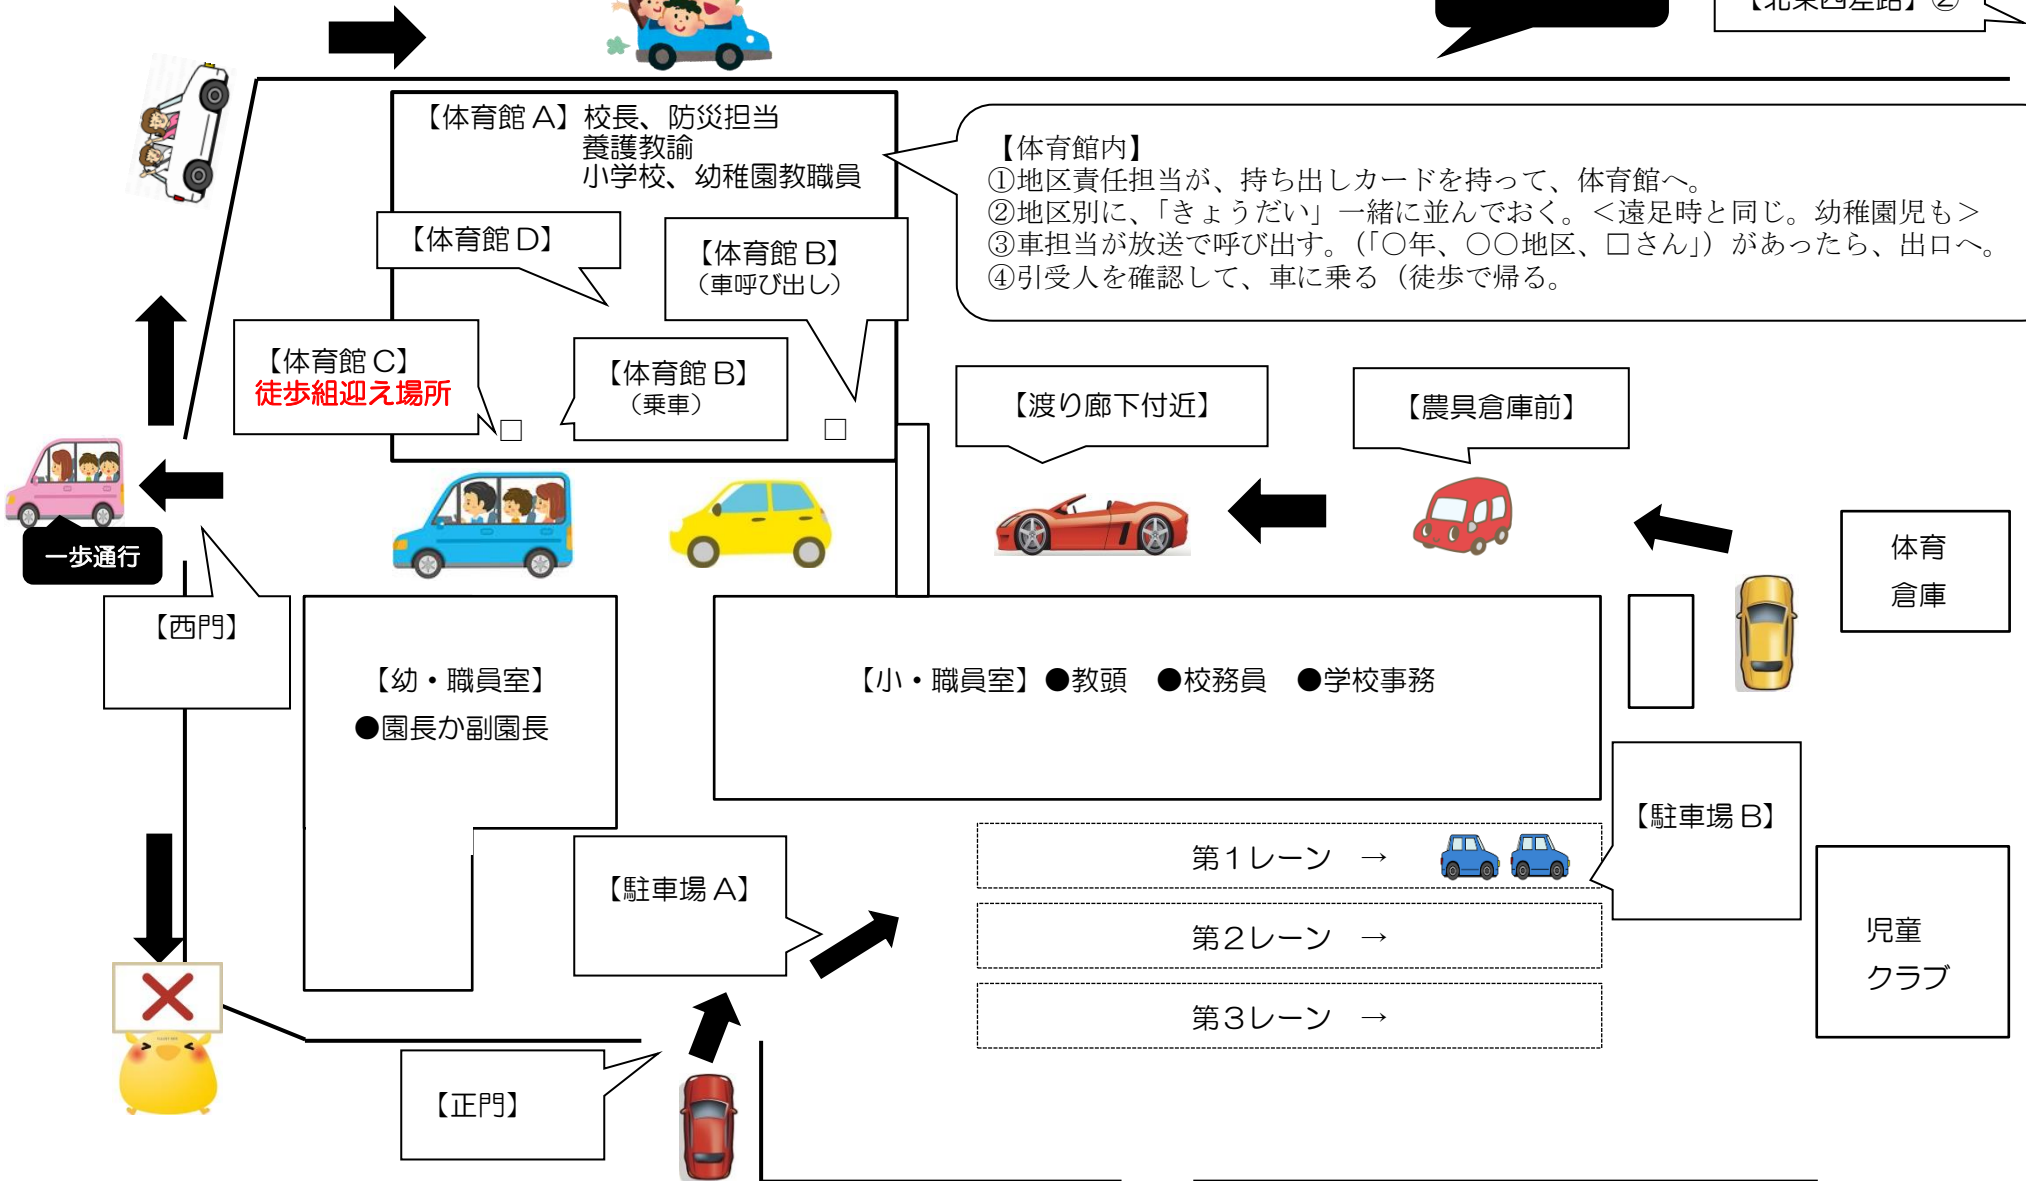 【北東四差路】②
【体育館A】校長、防災担当
養護教諭
小学校、幼稚園教職員
【体育館内】
①地区責任担当が、持ち出しカードを持って、体育館へ。
②地区別に、「きょうだい」一緒に並んでおく。＜遠足時と同じ。幼稚園児も＞
③車担当が放送で呼び出す。（「〇年、〇〇地区、□さん」）があったら、出口へ。
④引受人を確認して、車に乗る（徒歩で帰る。
【体育館D】
【体育館B】
（車呼び出し）
【体育館C】
徒歩組迎え場所
□
【体育館B】
（乗車）
□
【渡り廊下付近】
【農具倉庫前】
一歩通行
体育
倉庫
【西門】
【幼・職員室】
●園長か副園長
【小・職員室】●教頭　●校務員　●学校事務
【駐車場B】
【駐車場A】
第１レーン　→
第２レーン　→
第３レーン　→
児童
クラブ
【正門】